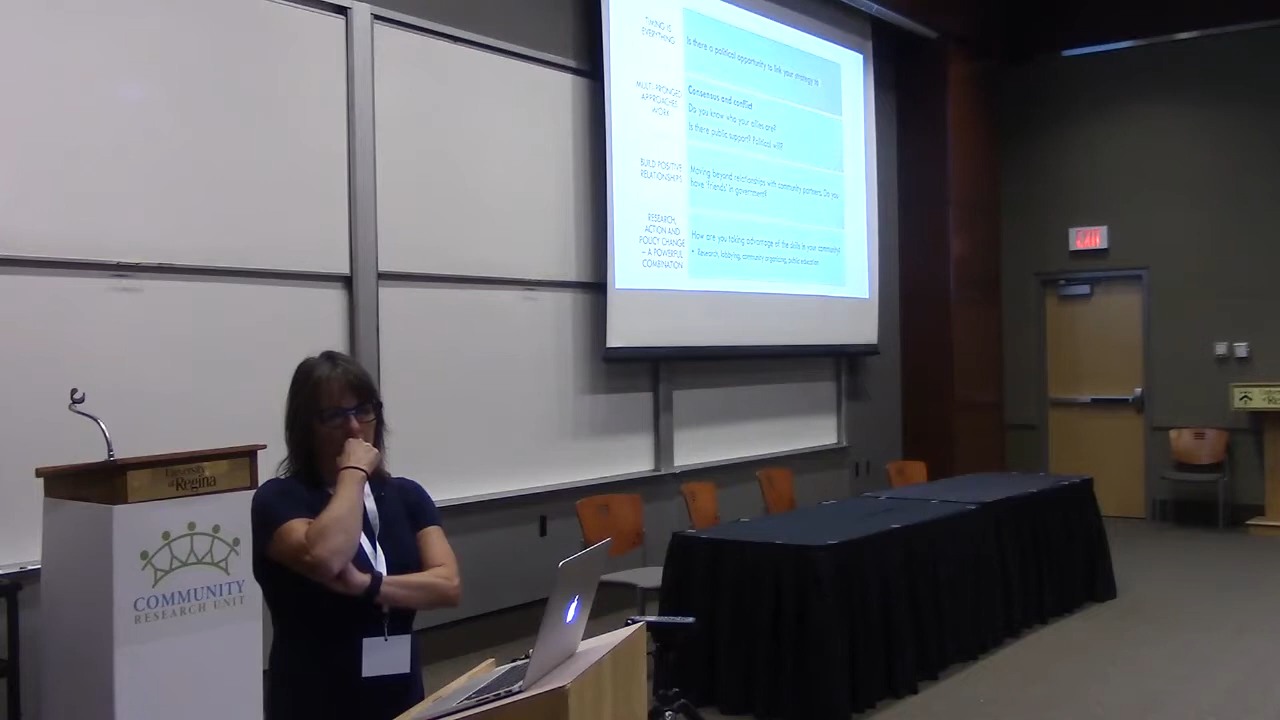 TIMING IS
EVERYTHING
Is there a political opportunity to link your strategy to
MULTI-PRONGED
APPROACHES
WORK
Consensus and conflict
Do you know who your allies are?
Is there public support? Political will?
BUILD POSITIVE
RELATIONSHIPS
Moving beyond relationships with community partners. Do you
have 'friends' in government?
RESEARCH,
ACTION AND
POLICY CHANGE
– A POWERFUL
COMBINATION
How are you taking advantage of the skills in your community?
• Research, lobbying, community organizing, public education
EXIT
University
of Regina
COMMUNITY
RESEARCH UNIT
University